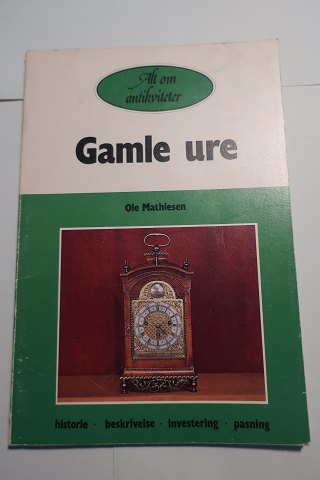 Alt om
antikviteter
Gamle ure
Ole Mathiesen
historie · beskrivelse · investering · pasning